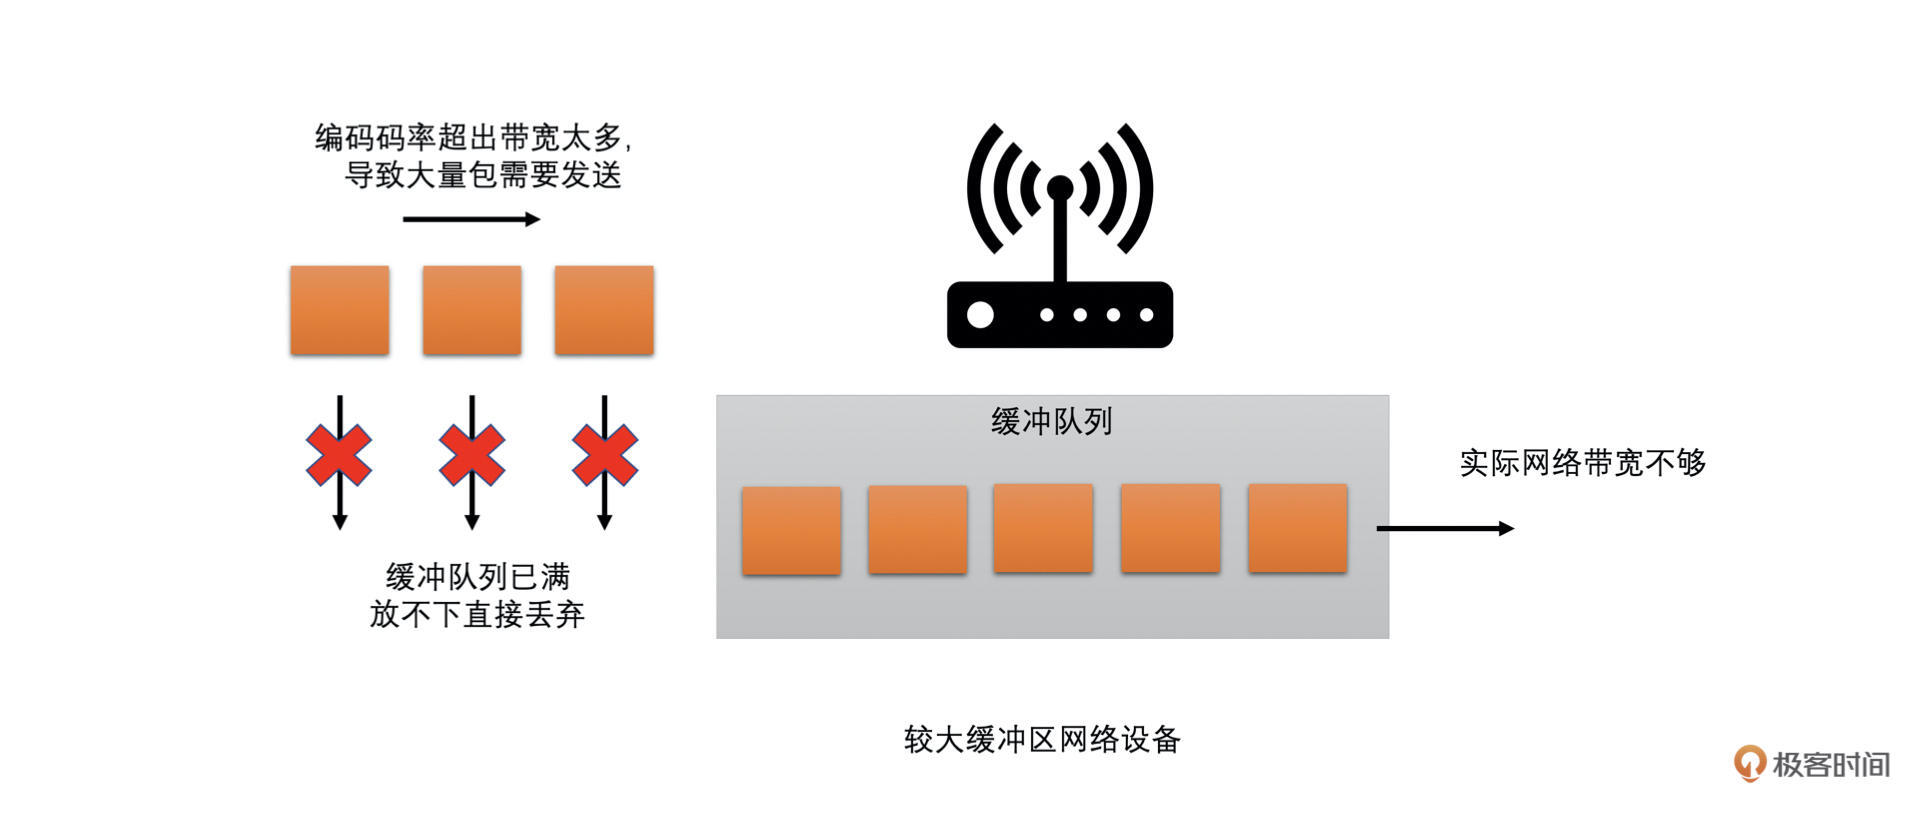 编码码率超出带宽太多,
导致大量包需要发送
缓冲队列
实际网络带宽不够
缓冲队列已满
放不下直接丢弃
较大缓冲区网络设备
极客时间